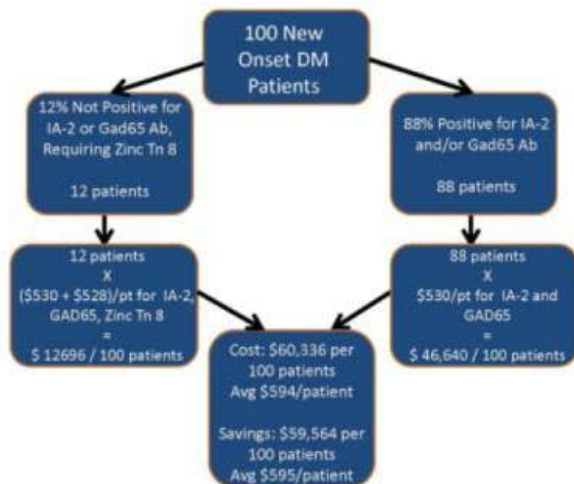 100 New
Onset DM
Patients
12% Not Positive for
IA-2 or Gad65 Ab,
Requiring Zinc Tn 8
12 patients
88% Positive for IA-2
and/or Gad65 Ab
88 patients
12 patients
X
($530 + $528)/pt for IA-2,
GAD65, Zinc Tn 8
=
$ 12696 / 100 patients
88 patients
X
$530/pt for IA-2 and
GAD65
=
$ 46,640 / 100 patients
Cost: $60,336 per
100 patients
Avg $594/patient
Savings: $59,564 per
100 patients
Avg $595/patient